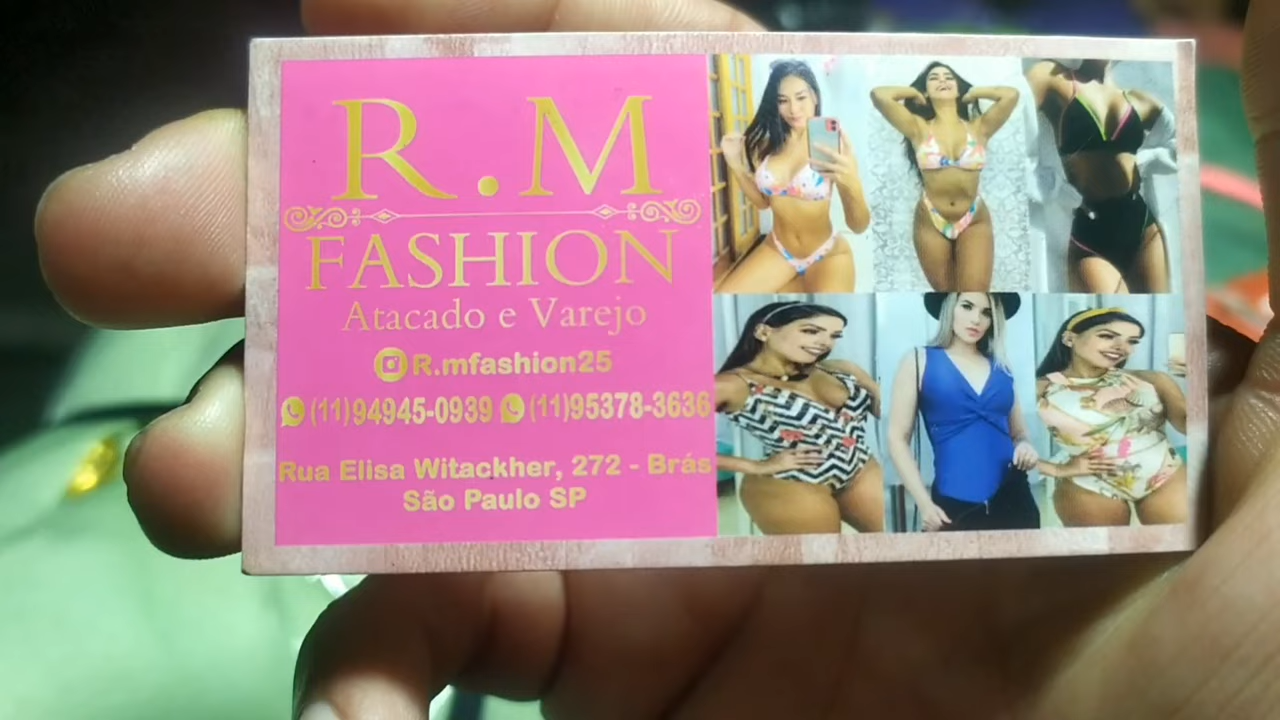 R.M
FASHION
Atacado e Varejo
R.mfashion25
(11)94945-0939 (11)95378-3636
Rua Elisa Witackher, 272 - Brás
São Paulo SP